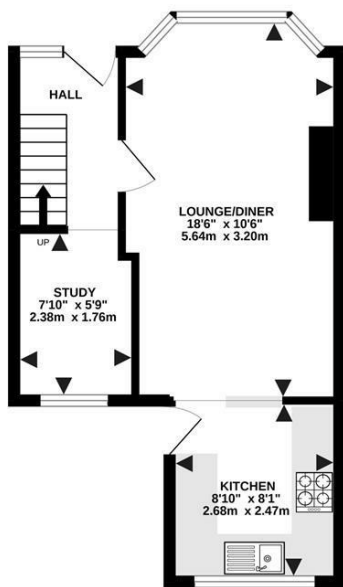 HALL
LOUNGE/DINER
18'6" x 10'6"
5.64m x 3.20m
UP
STUDY
7'10" x 5'9"
2.38m x 1.76m
KITCHEN
8'10" x 8'1"
2.68m x 2.47m